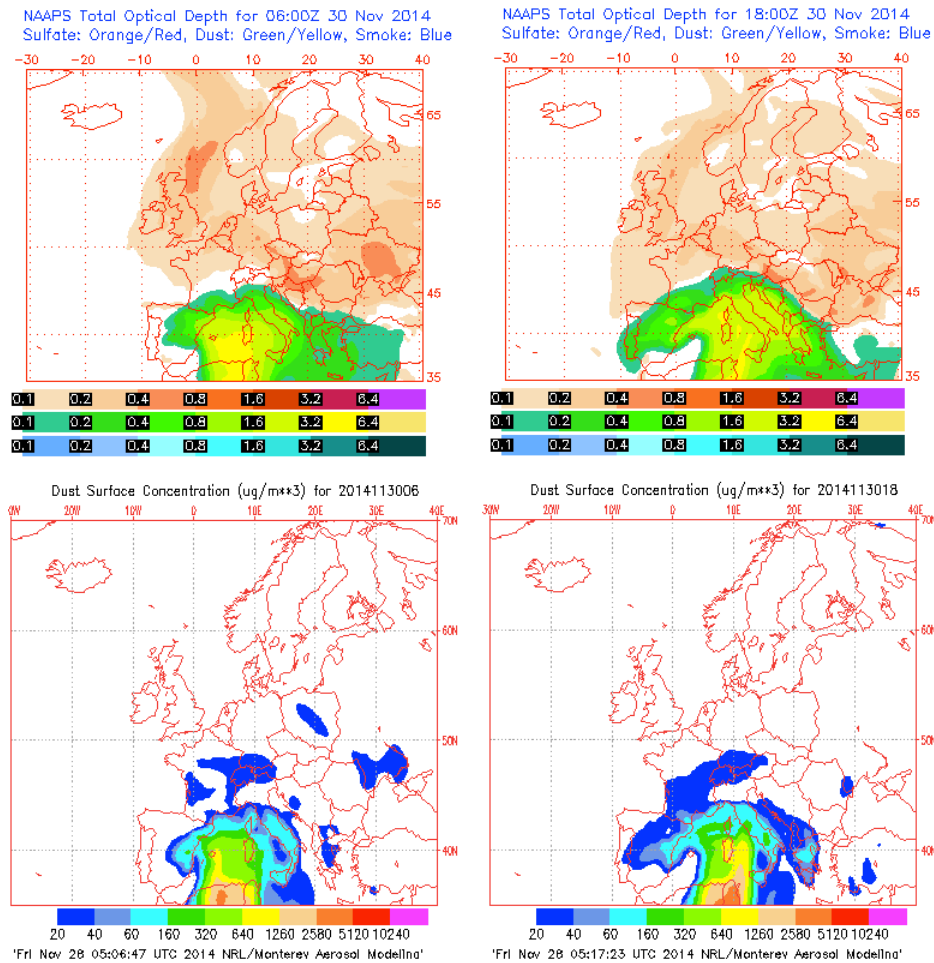 NAAPS Total Optical Depth for 06:00Z 30 Nov 2014
Sulfate: Orange/Red, Dust: Green/Yellow, Smoke: Blue
-30 -20 -10 0 10 20 30 40
65
55
45
35
0.1 0.2 0.4 0.8 1.6 3.2 6.4
0.1 0.2 0.4 0.8 1.6 3.2 6.4
0.1 0.2 0.4 0.8 1.6 3.2 6.4
NAAPS Total Optical Depth for 18:00Z 30 Nov 2014
Sulfate: Orange/Red, Dust: Green/Yellow, Smoke: Blue
-30 -20 -10 0 10 20 30 40
65
55
45
35
0.1 0.2 0.4 0.8 1.6 3.2 6.4
0.1 0.2 0.4 0.8 1.6 3.2 6.4
0.1 0.2 0.4 0.8 1.6 3.2 6.4
Dust Surface Concentration (ug/m**3) for 2014113006
0W 20W 10W 0 10E 20E 30E 40E
70N
60N
50N
40N
20 40 60 160 320 640 1260 2580 5120 10240
'Fri Nov 28 05:06:47 UTC 2014 NRL/Monterey Aerosol Modeling'
Dust Surface Concentration (ug/m**3) for 2014113018
30W 20W 10W 0 10E 20E 30E 40E
70N
60N
50N
40N
20 40 60 160 320 640 1260 2580 5120 10240
'Fri Nov 28 05:17:23 UTC 2014 NRL/Monterey Aerosol Modeling'